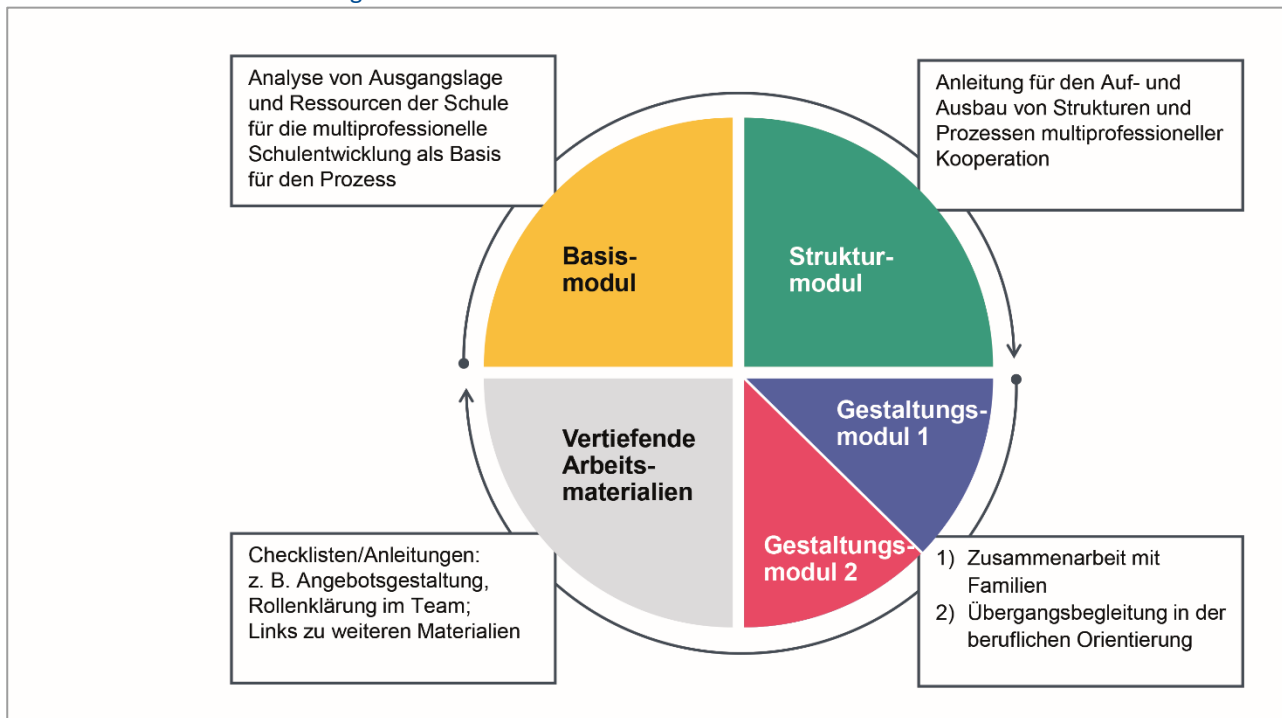 Analyse von Ausgangslage
und Ressourcen der Schule
für die multiprofessionelle
Schulentwicklung als Basis
für den Prozess
Anleitung für den Auf- und
Ausbau von Strukturen und
Prozessen multiprofessioneller
Kooperation
Basis-
modul
Struktur-
modul
Vertiefende
Arbeits-
materialien
Gestaltungs-
modul 1
Gestaltungs-
modul 2
Checklisten/Anleitungen:
z. B. Angebotsgestaltung,
Rollenklärung im Team;
Links zu weiteren Materialien
1) Zusammenarbeit mit
Familien
2) Übergangsbegleitung in der
beruflichen Orientierung